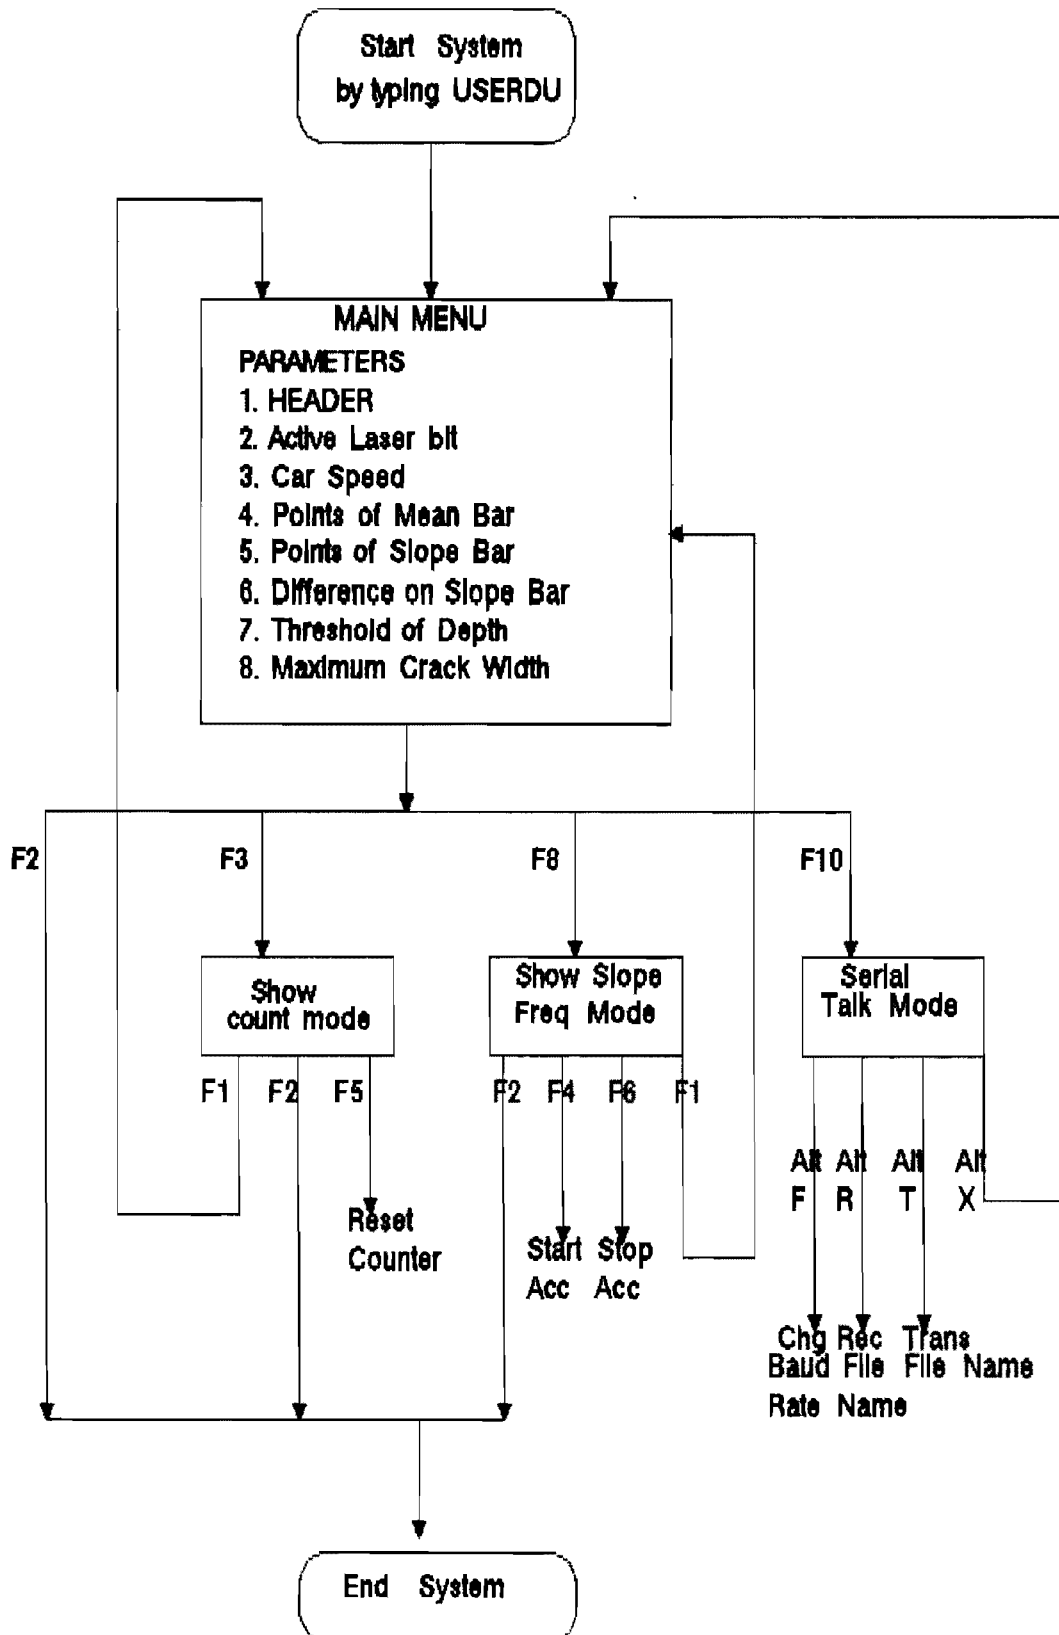 Start System
by typing USERDU
MAIN MENU
PARAMETERS
1. HEADER
2. Active Laser bit
3. Car Speed
4. Points of Mean Bar
5. Points of Slope Bar
6. Difference on Slope Bar
7. Threshold of Depth
8. Maximum Crack Width
F2
F3
F8
F10
Show
count mode
Show Slope
Freq Mode
Serial
Talk Mode
F1
F2
F5
F2
F4
F6
F1
Alt
F
Alt
R
Alt
T
Alt
X
Reset
Counter
Start
Acc
Stop
Acc
Chg
Baud
Rate
Rec
File
Name
Trans
File Name
End System